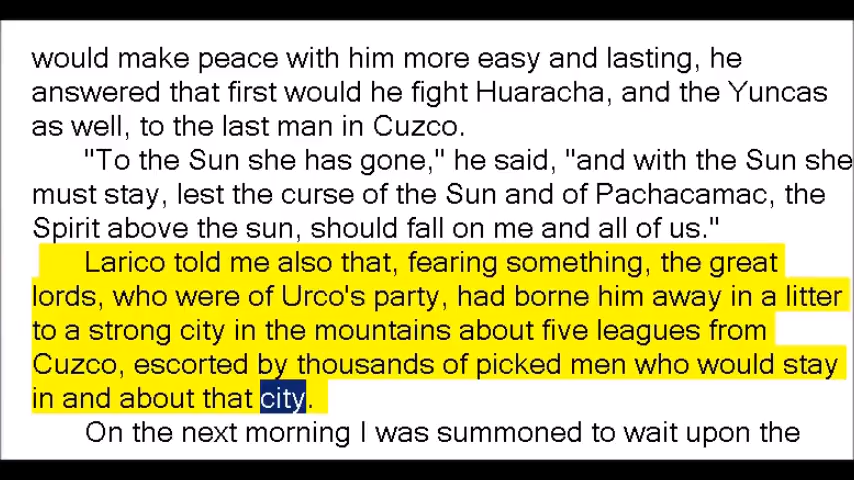 would make peace with him more easy and lasting, he
answered that first would he fight Huaracha, and the Yuncas
as well, to the last man in Cuzco.
"To the Sun she has gone," he said, "and with the Sun she
must stay, lest the curse of the Sun and of Pachacamac, the
Spirit above the sun, should fall on me and all of us."
Larico told me also that, fearing something, the great
lords, who were of Urco's party, had borne him away in a litter
to a strong city in the mountains about five leagues from
Cuzco, escorted by thousands of picked men who would stay
in and about that city.
On the next morning I was summoned to wait upon the